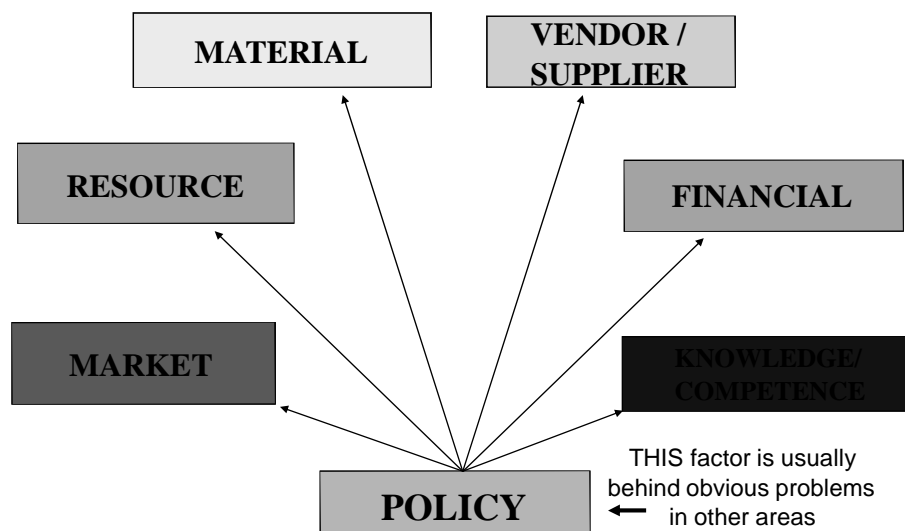 MATERIAL
VENDOR /
SUPPLIER
RESOURCE
FINANCIAL
MARKET
KNOWLEDGE/
COMPETENCE
POLICY
THIS factor is usually
behind obvious problems
in other areas